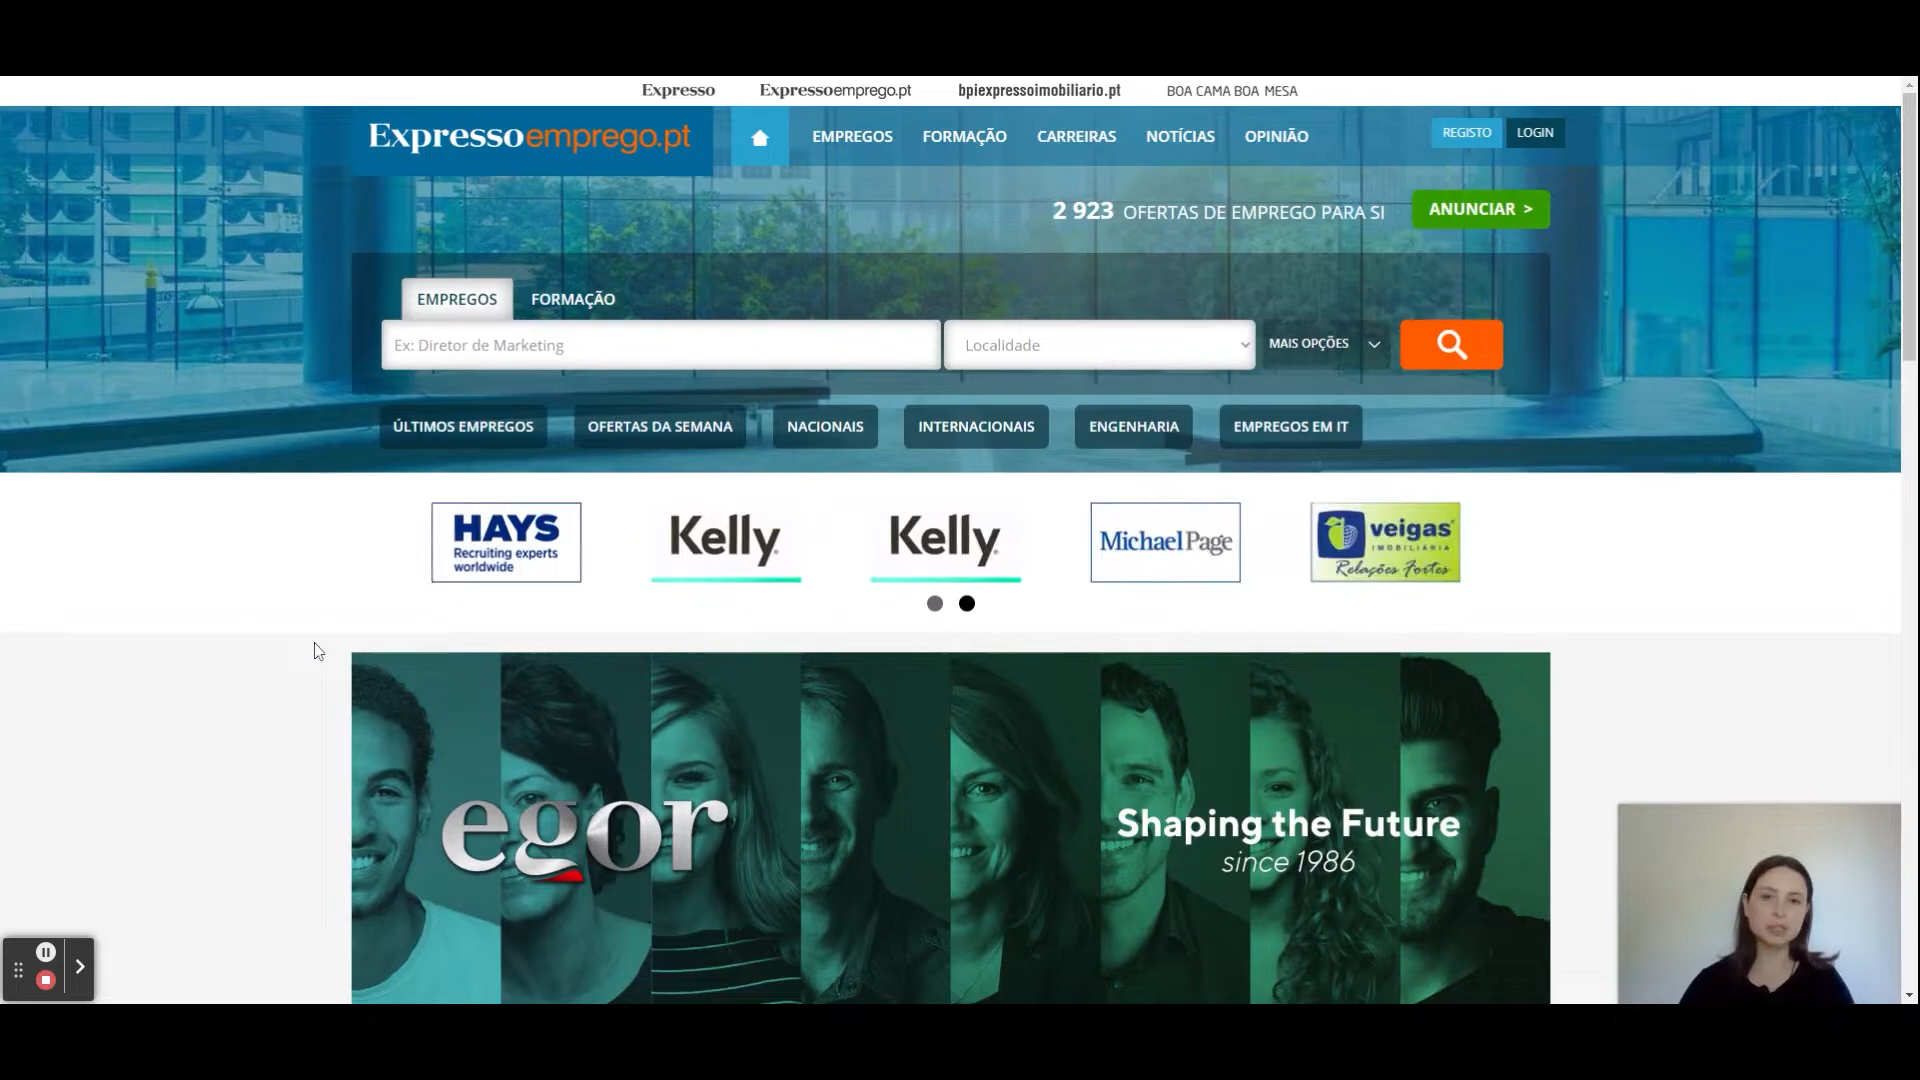 Expresso
Expressoemprego.pt
bpiexpressoimobiliario.pt
BOA CAMA BOA MESA
Expressoemprego.pt
EMPREGOS
FORMAÇÃO
CARREIRAS
NOTÍCIAS
OPINIÃO
REGISTO
LOGIN
2 923 OFERTAS DE EMPREGO PARA SI
ANUNCIAR >
EMPREGOS
FORMAÇÃO
Ex: Diretor de Marketing
Localidade
MAIS OPÇÕES
ÚLTIMOS EMPREGOS
OFERTAS DA SEMANA
NACIONAIS
INTERNACIONAIS
ENGENHARIA
EMPREGOS EM IT
HAYS
Recruiting experts
worldwide
Kelly
Kelly
MichaelPage
veigas
IMOBILIÁRIA
Relações Fortes
egor
Shaping the Future
since 1986